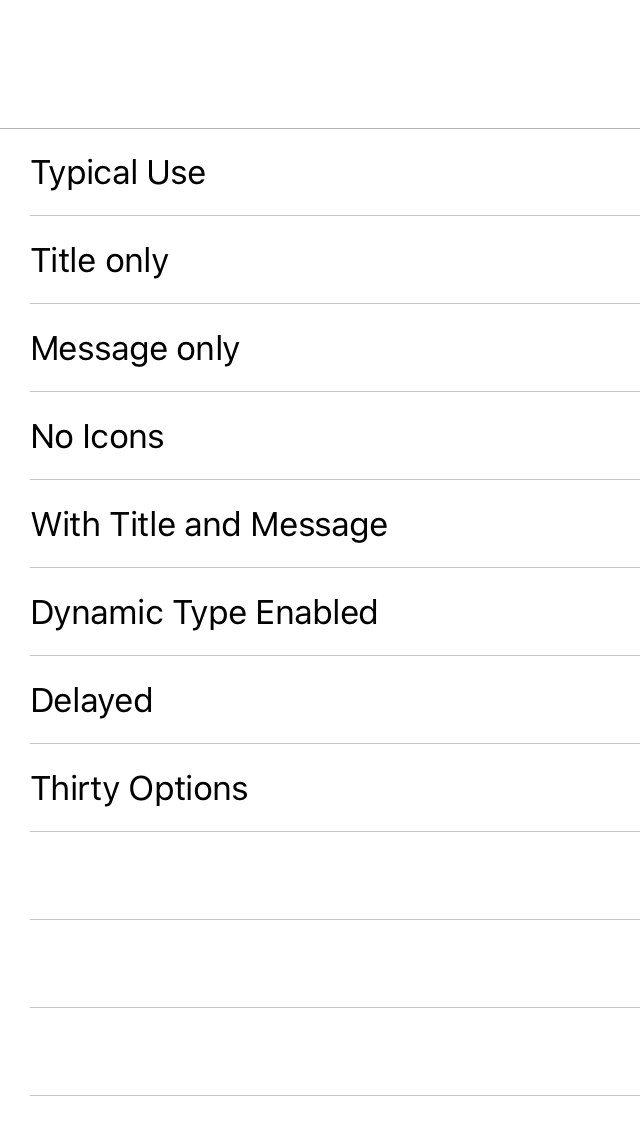 Typical Use
Title only
Message only
No Icons
With Title and Message
Dynamic Type Enabled
Delayed
Thirty Options